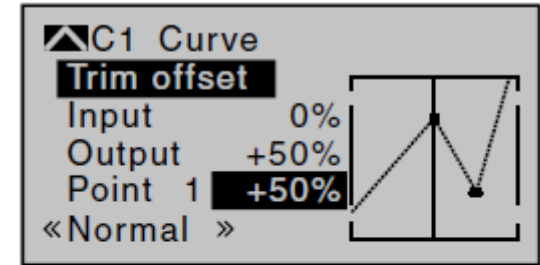 C1 Curve
Trim offset
Input 0%
Output +50%
Point 1 +50%
«Normal »